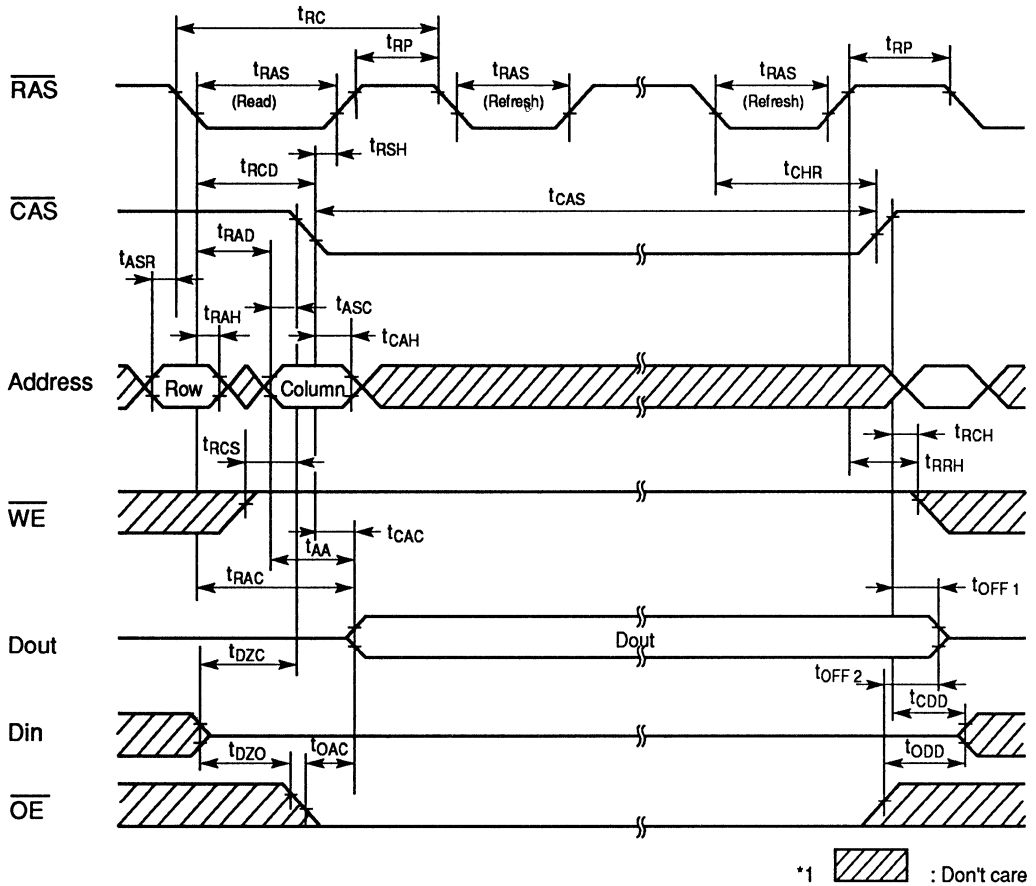 tRC
tRP
tRP
RAS
tRAS
(Read)
tRAS
(Refresh)
tRAS
(Refresh)
tRSH
tRCD
tCHR
CAS
tCAS
tRAD
tASR
tASC
tRAH
tCAH
Address
Row
Column
tRCS
tRCH
tRRH
WE
tCAC
tAA
tRAC
tOFF 1
Dout
Dout
tDZC
tOFF 2
tCDD
Din
tDZO
tOAC
tODD
OE
*1 : Don't care